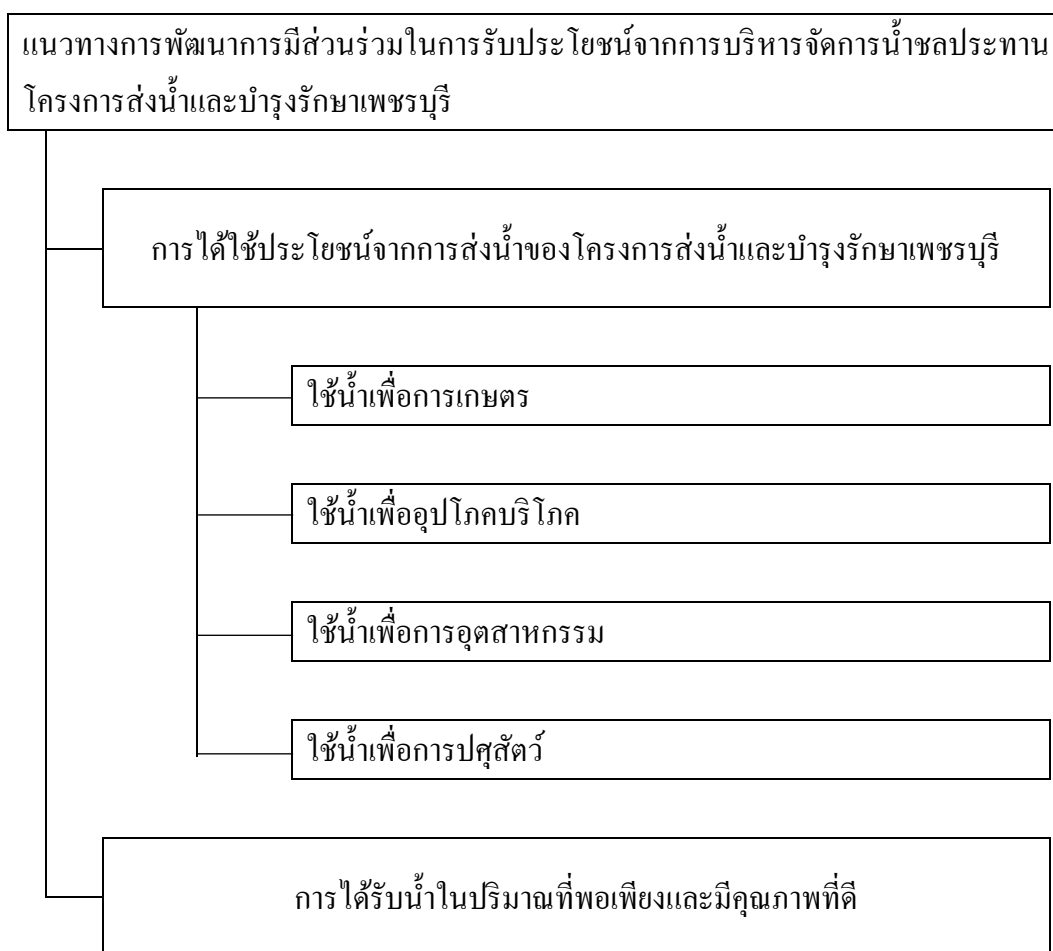 แนวทางการพัฒนาการมีส่วนร่วมในการรับประโยชน์จากการบริหารจัดการน้ำชลประทาน
โครงการส่งน้ำและบำรุงรักษาเพชรบุรี
การได้ใช้ประโยชน์จากการส่งน้ำของโครงการส่งน้ำและบำรุงรักษาเพชรบุรี
ใช้น้ำเพื่อการเกษตร
ใช้น้ำเพื่ออุปโภคบริโภค
ใช้น้ำเพื่อการอุตสาหกรรม
ใช้น้ำเพื่อการปศุสัตว์
การได้รับน้ำในปริมาณที่พอเพียงและมีคุณภาพที่ดี